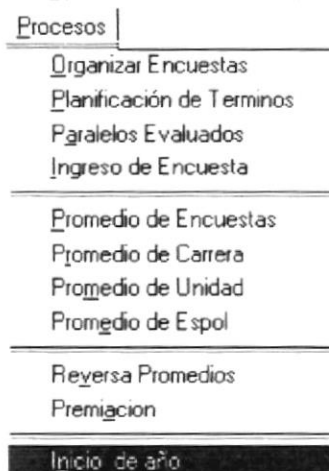 Procesos
Organizar Encuestas
Planificación de Terminos
Paralelos Evaluados
Ingreso de Encuesta
Promedio de Encuestas
Promedio de Carrera
Promedio de Unidad
Promedio de Espol
Reversa Promedios
Premiacion
Inicio de año